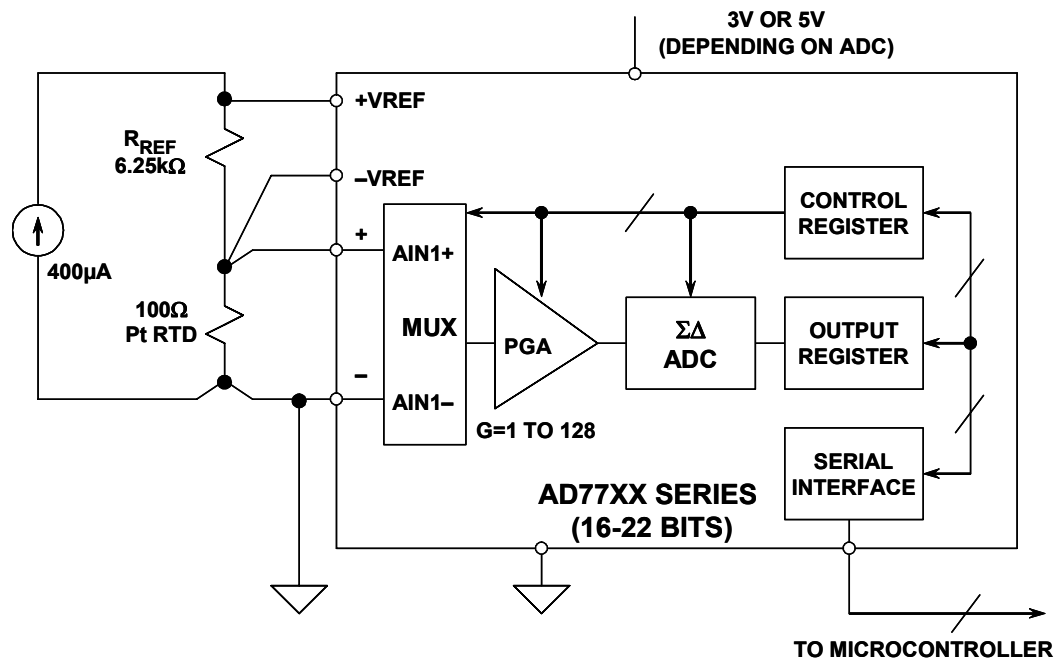 3V OR 5V
(DEPENDING ON ADC)
+VREF
RREF
6.25kΩ
–VREF
CONTROL
REGISTER
+
AIN1+
400µA
100Ω
Pt RTD
MUX
PGA
ΣΔ
ADC
OUTPUT
REGISTER
–
AIN1–
G=1 TO 128
SERIAL
INTERFACE
AD77XX SERIES
(16-22 BITS)
TO MICROCONTROLLER